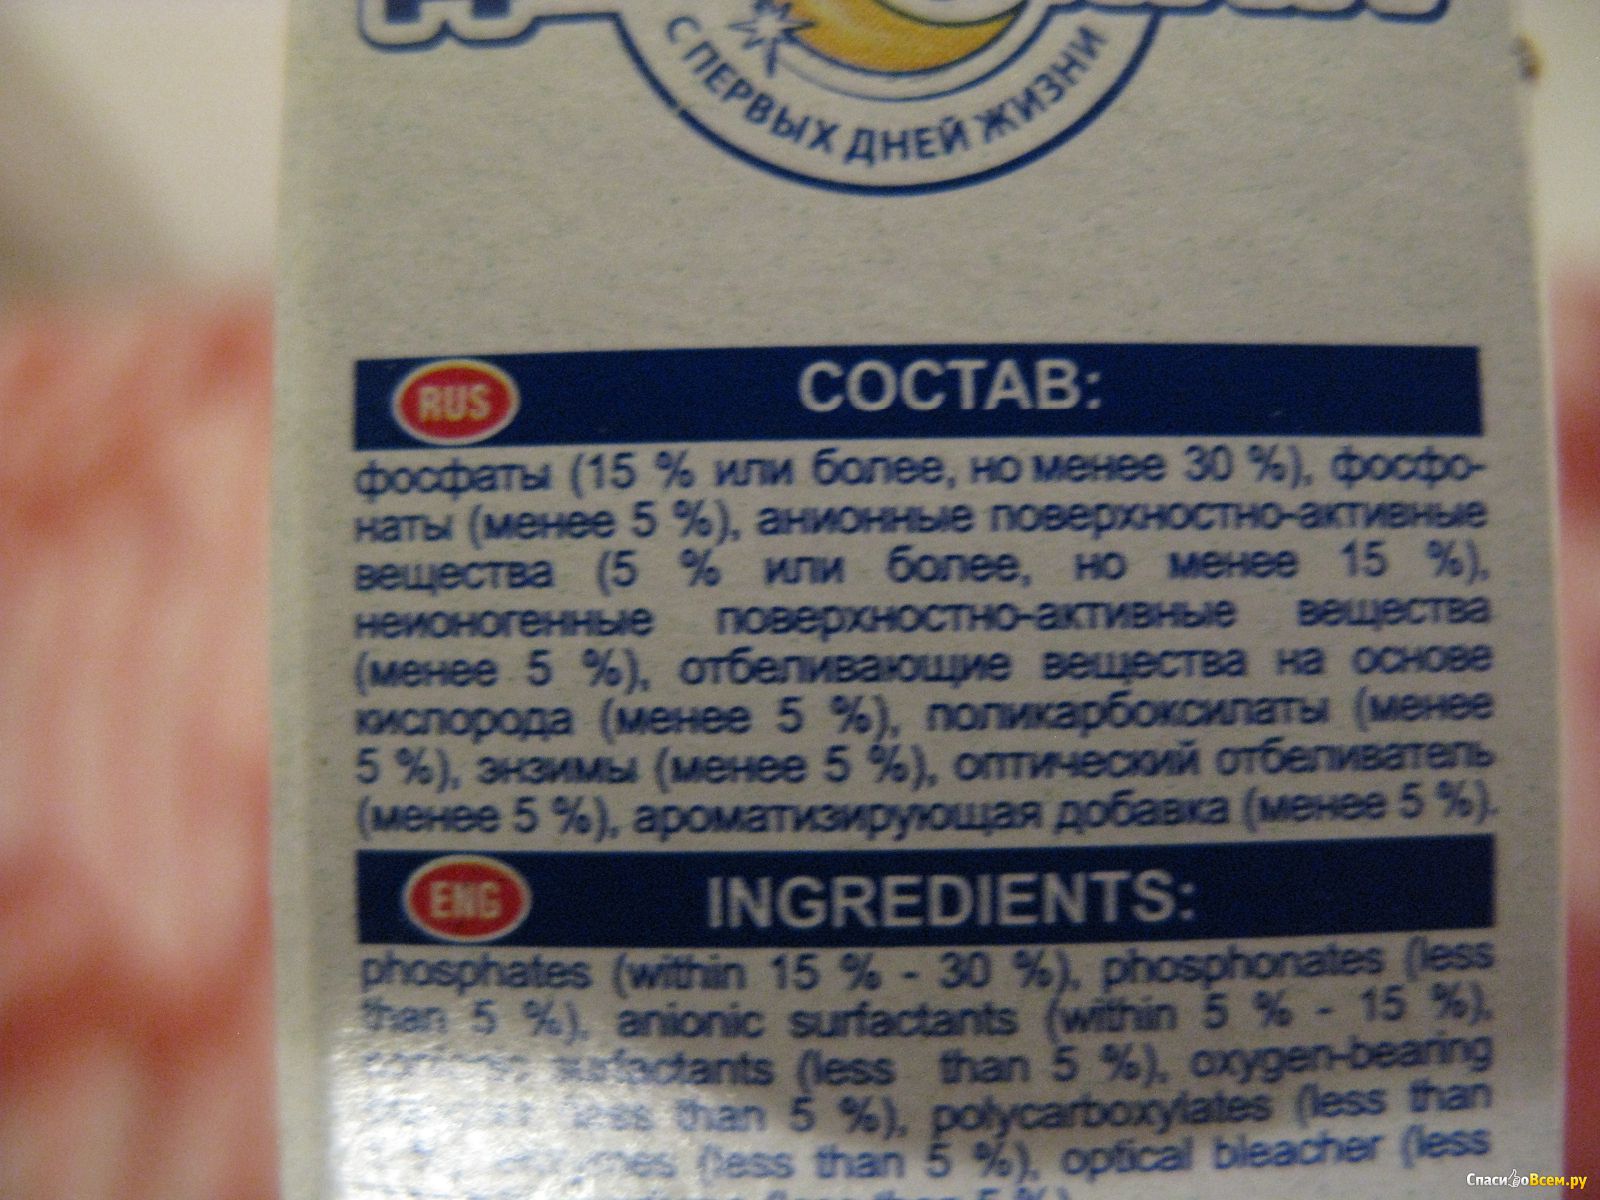 С ПЕРВЫХ ДНЕЙ ЖИЗНИ
RUS СОСТАВ:
фосфаты (15 % или более, но менее 30 %), фосфо-
наты (менее 5 %), анионные поверхностно-активные
вещества (5 % или более, но менее 15 %),
неионогенные поверхностно-активные вещества
(менее 5 %), отбеливающие вещества на основе
кислорода (менее 5 %), поликарбоксилаты (менее
5 %), энзимы (менее 5 %), оптический отбеливатель
(менее 5 %), ароматизирующая добавка (менее 5 %).
ENG INGREDIENTS:
phosphates (within 15 % - 30 %), phosphonates (less
than 5 %), anionic surfactants (within 5 % - 15 %),
surfactants (less than 5 %), oxygen-bearing
less than 5 %), polycarboxylates (less than
(less than 5 %), optical bleacher (less
than 5 %)
СпасибоВсем.ру